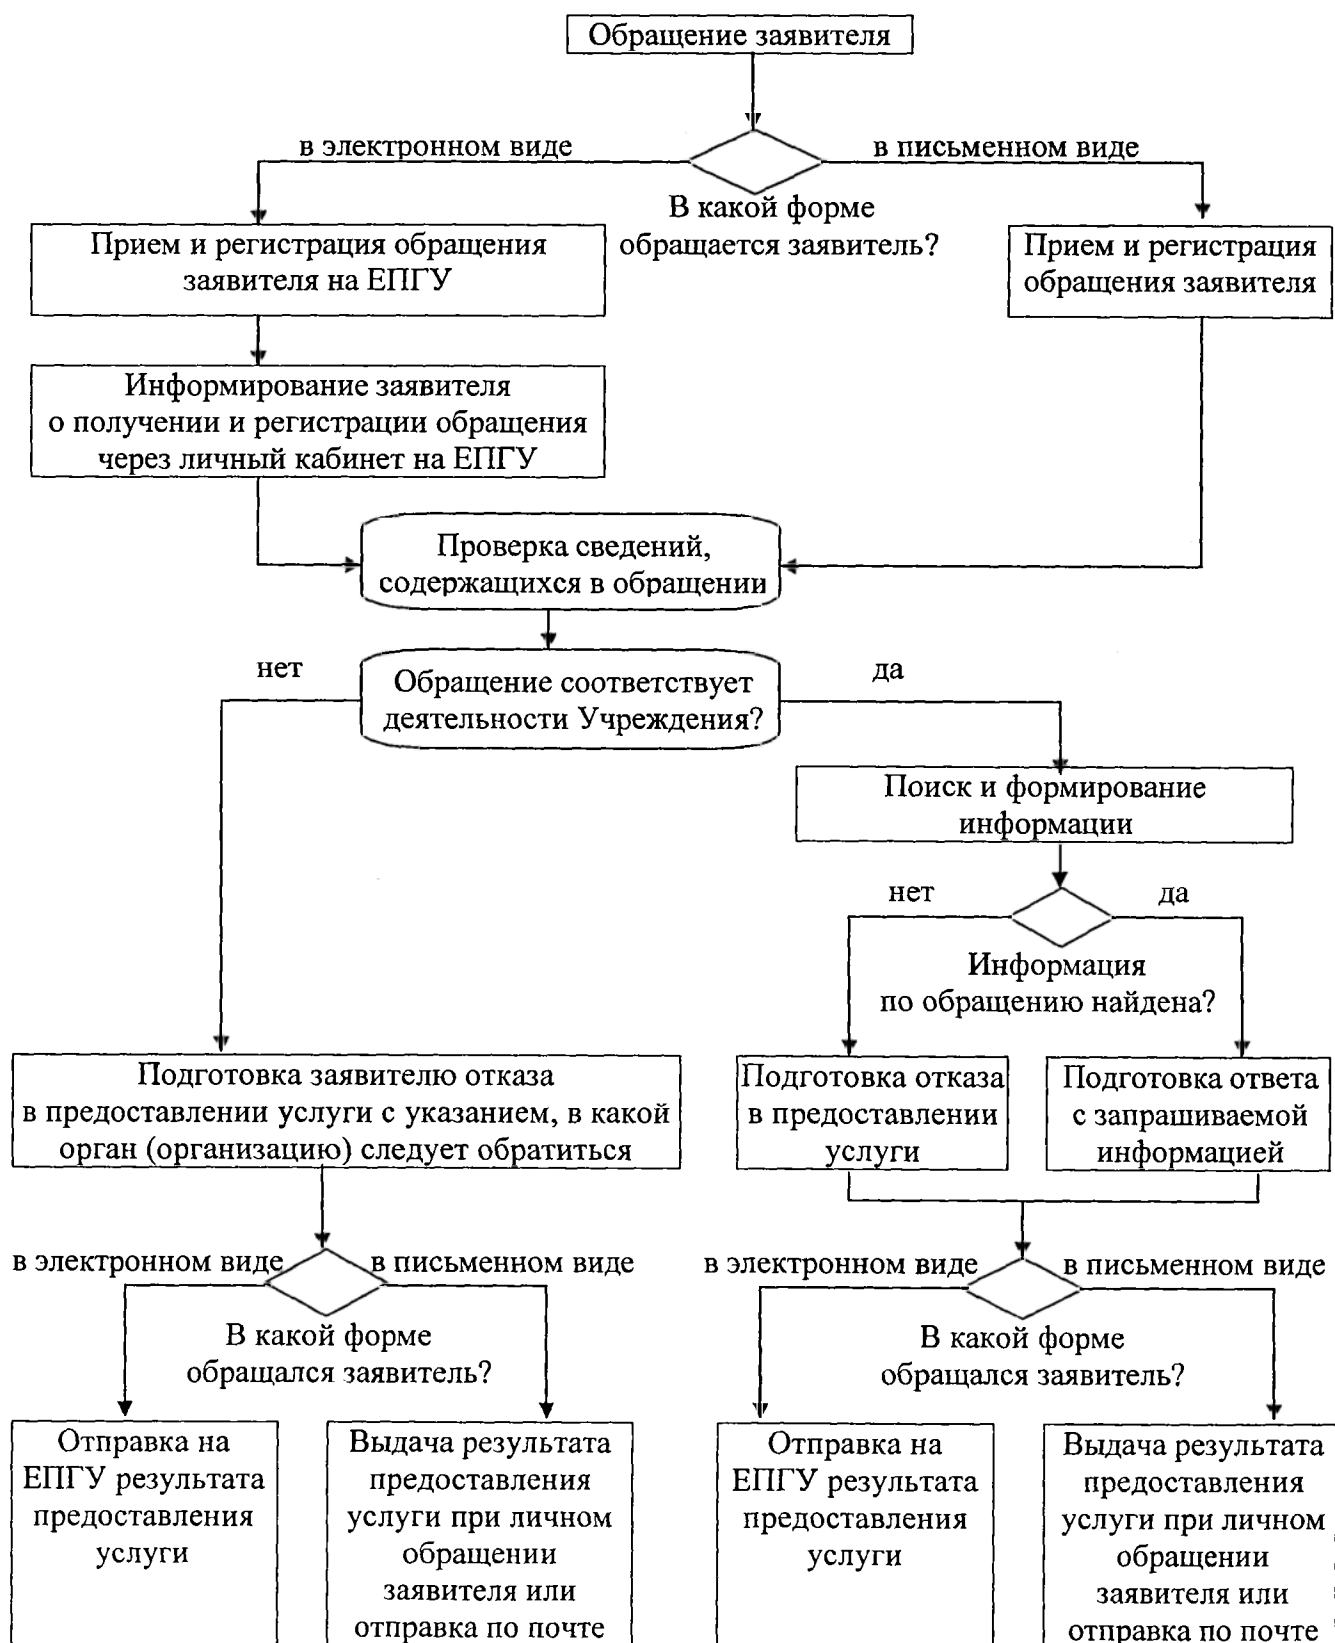 Обращение заявителя
в электронном виде
в письменном виде
В какой форме
обращается заявитель?
Прием и регистрация обращения
заявителя на ЕПГУ
Прием и регистрация
обращения заявителя
Информирование заявителя
о получении и регистрации обращения
через личный кабинет на ЕПГУ
Проверка сведений,
содержащихся в обращении
нет
Обращение соответствует
деятельности Учреждения?
да
Поиск и формирование
информации
нет
да
Информация
по обращению найдена?
Подготовка заявителю отказа
в предоставлении услуги с указанием, в какой
орган (организацию) следует обратиться
Подготовка отказа
в предоставлении
услуги
Подготовка ответа
с запрашиваемой
информацией
в электронном виде
в письменном виде
В какой форме
обращался заявитель?
в электронном виде
в письменном виде
В какой форме
обращался заявитель?
Отправка на
ЕПГУ результата
предоставления
услуги
Выдача результата
предоставления
услуги при личном
обращении
заявителя или
отправка по почте
Отправка на
ЕПГУ результата
предоставления
услуги
Выдача результата
предоставления
услуги при личном
обращении
заявителя или
отправка по почте